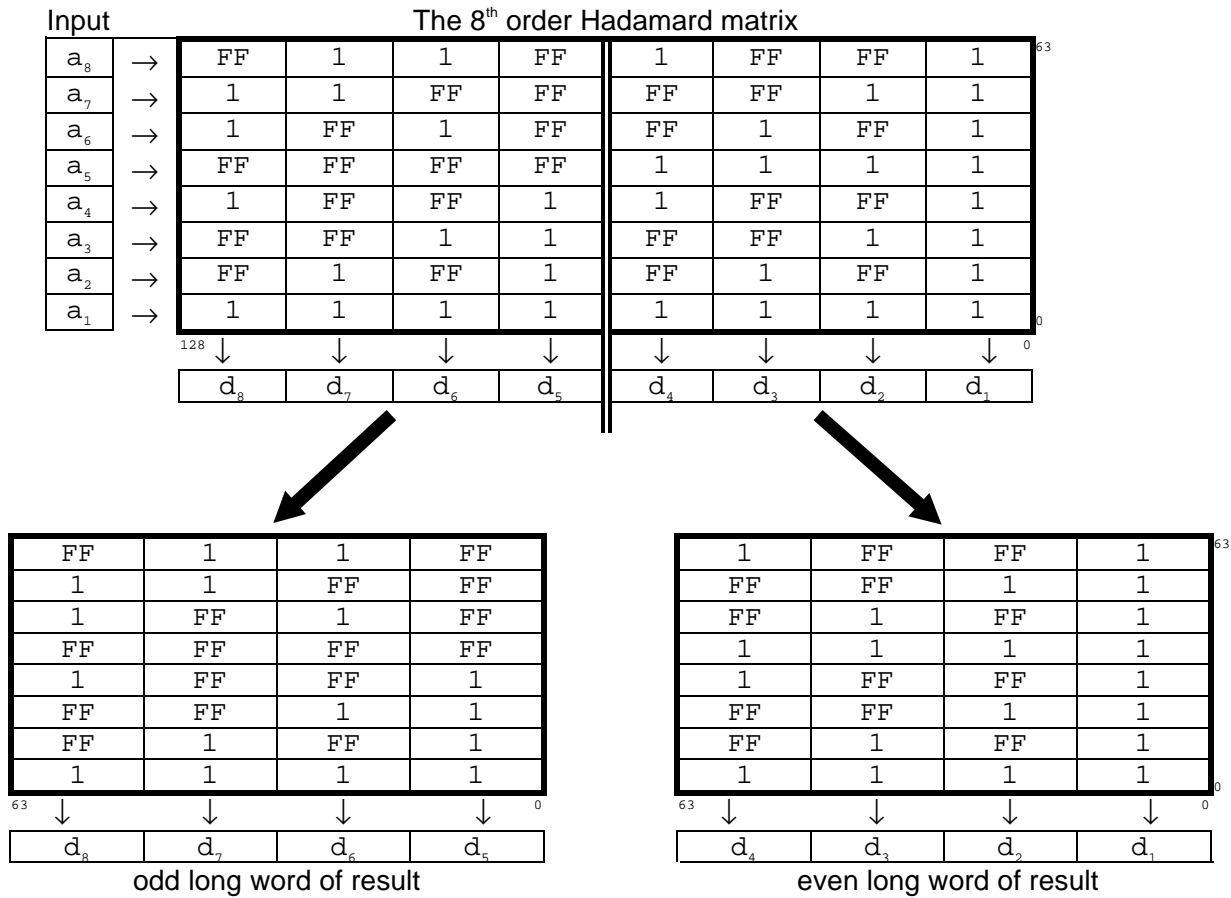 Input The 8th order Hadamard matrix
a8 → FF 1 1 FF 1 FF FF 1 63
a7 → 1 1 FF FF FF FF 1 1
a6 → 1 FF 1 FF FF 1 FF 1
a5 → FF FF FF FF 1 1 1 1
a4 → 1 FF FF 1 1 FF FF 1
a3 → FF FF 1 1 FF FF 1 1
a2 → FF 1 FF 1 FF 1 FF 1
a1 → 1 1 1 1 1 1 1 1 0
128 ↓ ↓ ↓ ↓ ↓ ↓ ↓ ↓ 0
d8 d7 d6 d5 d4 d3 d2 d1
FF 1 1 FF 1 FF FF 1 63
1 1 FF FF FF FF 1 1
1 FF 1 FF FF 1 FF 1
FF FF FF FF 1 1 1 1
1 FF FF 1 1 FF FF 1
FF FF 1 1 FF FF 1 1
FF 1 FF 1 FF 1 FF 1
1 1 1 1 1 1 1 1 0
63 ↓ ↓ ↓ ↓ 0 63 ↓ ↓ ↓ ↓ 0
d8 d7 d6 d5 d4 d3 d2 d1
odd long word of result even long word of result